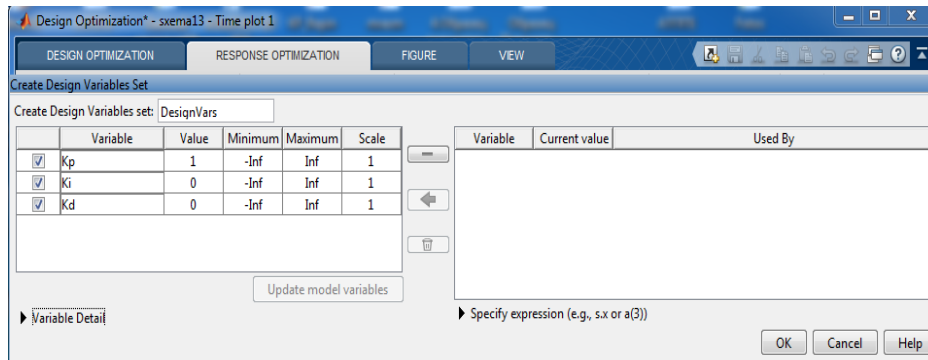 Design Optimization* - sxema13 - Time plot 1
DESIGN OPTIMIZATION RESPONSE OPTIMIZATION FIGURE VIEW
Create Design Variables Set
Create Design Variables set: DesignVars
Variable Value Minimum Maximum Scale
Kp 1 -Inf Inf 1
Ki 0 -Inf Inf 1
Kd 0 -Inf Inf 1
Update model variables
Variable Detail
Variable Current value Used By
Specify expression (e.g., s.x or a(3))
OK Cancel Help